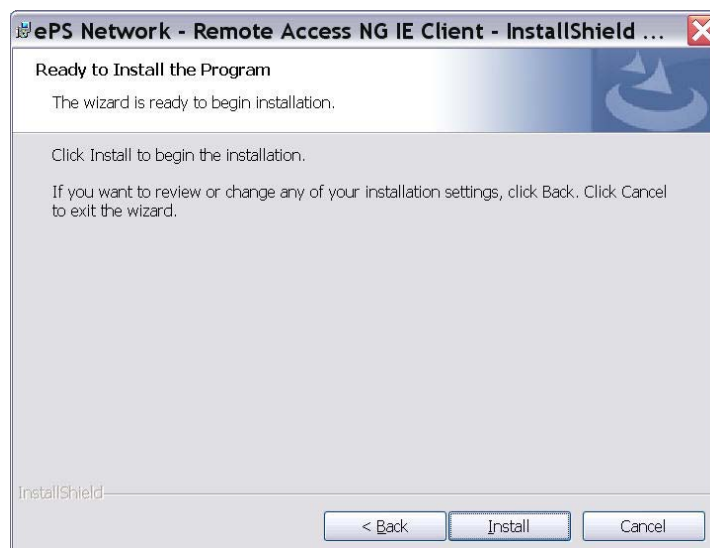 ePS Network - Remote Access NG IE Client - InstallShield ...
Ready to Install the Program
The wizard is ready to begin installation.
Click Install to begin the installation.
If you want to review or change any of your installation settings, click Back. Click Cancel
to exit the wizard.
InstallShield
< Back Install Cancel